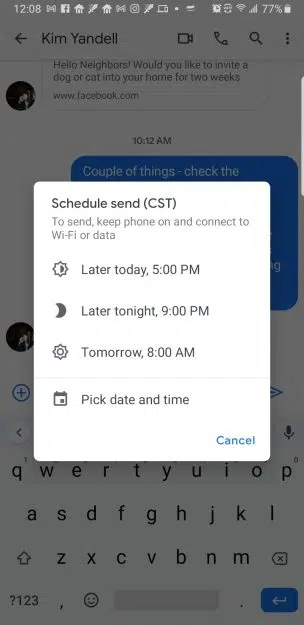 12:08
77%
Kim Yandell
Hello Neighbors! Would you like to invite a
dog or cat into your home for two weeks
www.facebook.com
10:12 AM
Couple of things - check the
Schedule send (CST)
To send, keep phone on and connect to
Wi-Fi or data
Later today, 5:00 PM
Later tonight, 9:00 PM
Tomorrow, 8:00 AM
ng
Pick date and time
Cancel
1 0
q w e r t y u i o p
a s d f g h j k l
z x c v b n m
?123 , .